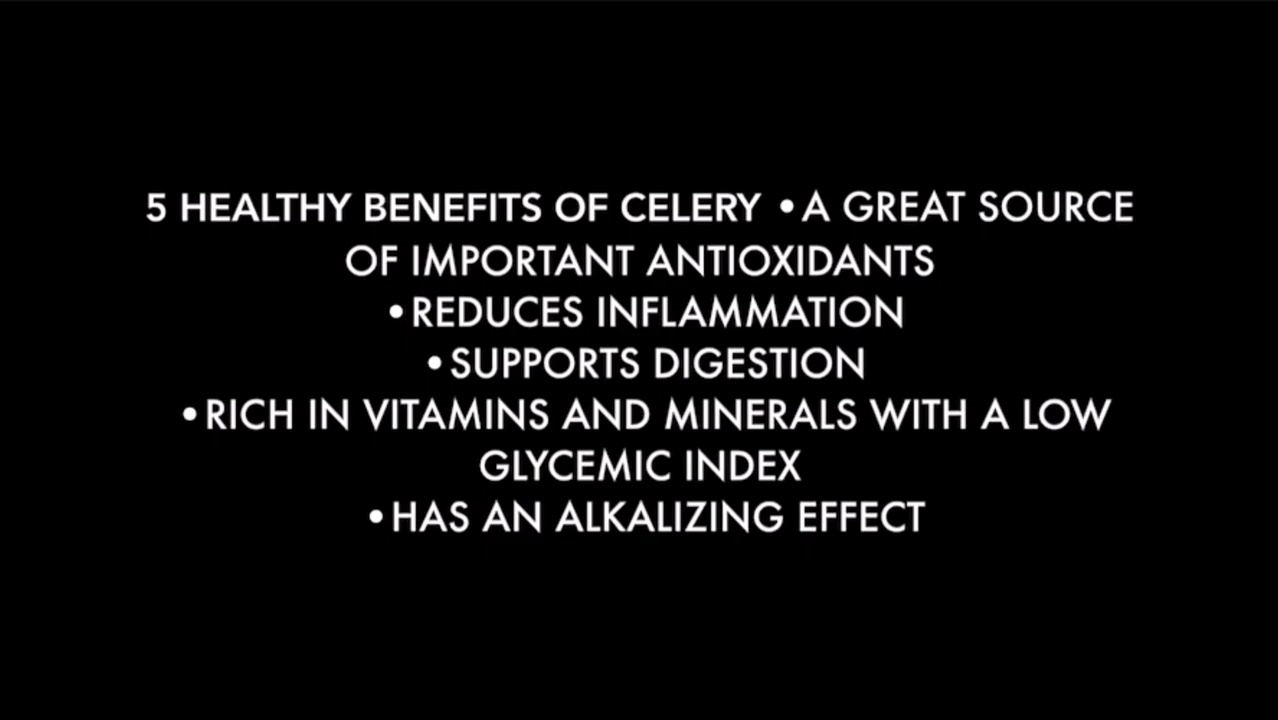 5 HEALTHY BENEFITS OF CELERY •A GREAT SOURCE
OF IMPORTANT ANTIOXIDANTS
•REDUCES INFLAMMATION
•SUPPORTS DIGESTION
•RICH IN VITAMINS AND MINERALS WITH A LOW
GLYCEMIC INDEX
•HAS AN ALKALIZING EFFECT